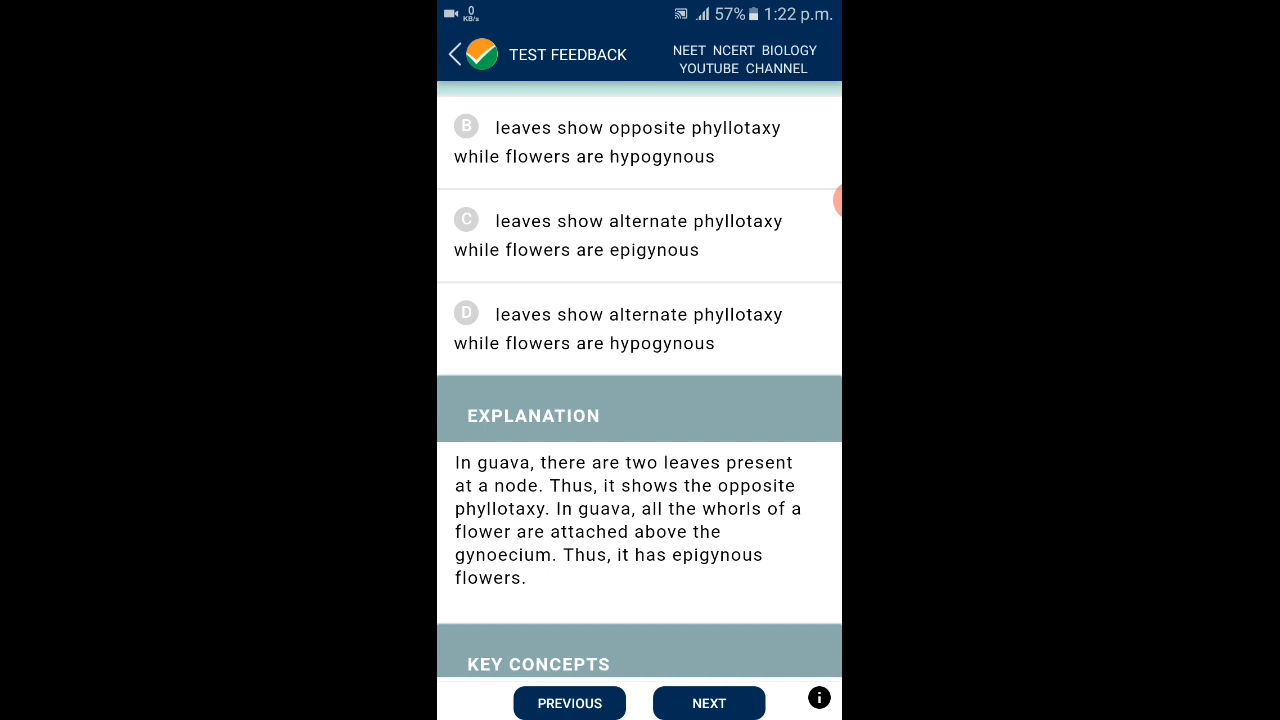 0
KB/s
57% 1:22 p.m.
TEST FEEDBACK
NEET NCERT BIOLOGY
YOUTUBE CHANNEL
B leaves show opposite phyllotaxy
while flowers are hypogynous
C leaves show alternate phyllotaxy
while flowers are epigynous
D leaves show alternate phyllotaxy
while flowers are hypogynous
EXPLANATION
In guava, there are two leaves present
at a node. Thus, it shows the opposite
phyllotaxy. In guava, all the whorls of a
flower are attached above the
gynoecium. Thus, it has epigynous
flowers.
KEY CONCEPTS
PREVIOUS
NEXT
i